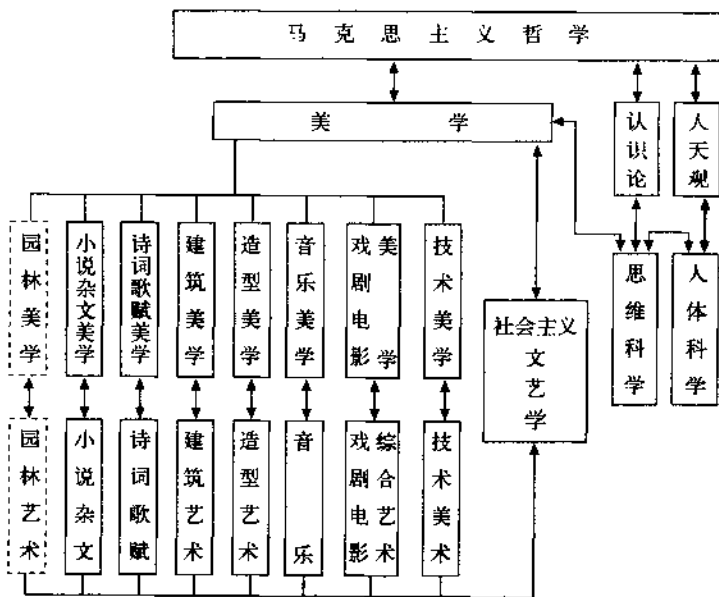 马克思主义哲学
美学
认识论
人天观
园林美学
小说杂文美学
诗词歌赋美学
建筑美学
造型美学
音乐美学
戏剧电影美学
技术美学
社会主义
文艺学
思维科学
人体科学
园林艺术
小说杂文
诗词歌赋
建筑艺术
造型艺术
音乐
戏剧电影
综合艺术
技术美术